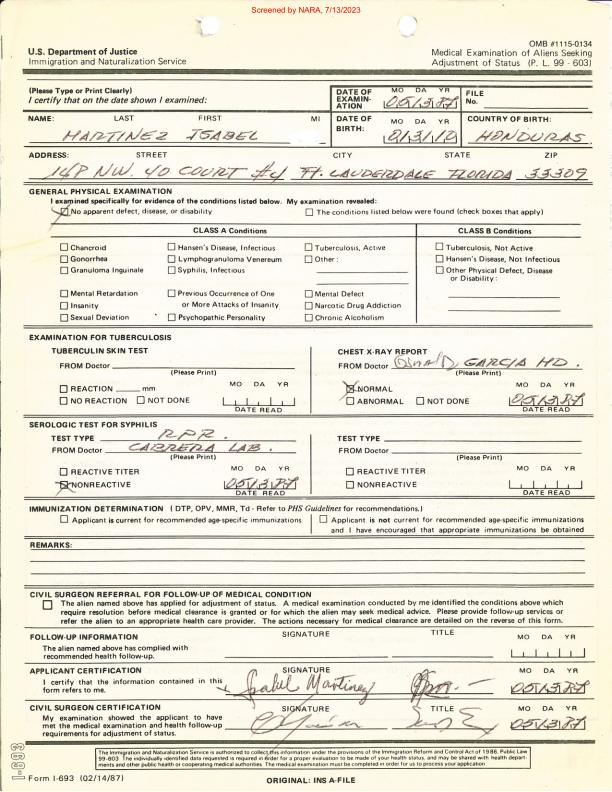 Screened by NARA, 7/13/2023
OMB #1115-0134
U.S. Department of Justice Medical Examination of Aliens Seeking
Immigration and Naturalization Service Adjustment of Status (P. L. 99 - 603)
(Please Type or Print Clearly) DATE OF EXAMIN-ATION MO DA YR FILE No.
I certify that on the date shown I examined: 05 13 87
NAME: LAST FIRST MI DATE OF BIRTH: MO DA YR COUNTRY OF BIRTH:
MARTINEZ ISABEL HONDURAS.
ADDRESS: STREET CITY STATE ZIP
NW. 40 COURT #4 FT. LAUDERDALE FLORIDA 33309
GENERAL PHYSICAL EXAMINATION
I examined specifically for evidence of the conditions listed below. My examination revealed:
No apparent defect, disease, or disability The conditions listed below were found (check boxes that apply)
CLASS A Conditions CLASS B Conditions
Chancroid Hansen's Disease, Infectious Tuberculosis, Active Tuberculosis, Not Active
Gonorrhea Lymphogranuloma Venereum Other: Hansen's Disease, Not Infectious
Granuloma Inguinale Syphilis, Infectious Other Physical Defect, Disease
or Disability:
Mental Retardation Previous Occurrence of One Mental Defect
Insanity or More Attacks of Insanity Narcotic Drug Addiction
Sexual Deviation Psychopathic Personality Chronic Alcoholism
EXAMINATION FOR TUBERCULOSIS
TUBERCULIN SKIN TEST CHEST X-RAY REPORT
FROM Doctor FROM Doctor GARCIA MD.
(Please Print) (Please Print)
REACTION mm MO DA YR NORMAL MO DA YR
NO REACTION NOT DONE ABNORMAL NOT DONE 05 13 87
DATE READ DATE READ
SEROLOGIC TEST FOR SYPHILIS
TEST TYPE RPR. TEST TYPE
FROM Doctor CABRERA LAB. FROM Doctor
(Please Print) (Please Print)
REACTIVE TITER MO DA YR REACTIVE TITER MO DA YR
NONREACTIVE 05 13 87 NONREACTIVE
DATE READ DATE READ
IMMUNIZATION DETERMINATION (DTP, OPV, MMR, Td - Refer to PHS Guidelines for recommendations.)
Applicant is current for recommended age-specific immunizations Applicant is not current for recommended age-specific immunizations
and I have encouraged that appropriate immunizations be obtained
REMARKS:
CIVIL SURGEON REFERRAL FOR FOLLOW-UP OF MEDICAL CONDITION
The alien named above has applied for adjustment of status. A medical examination conducted by me identified the conditions above which
require resolution before medical clearance is granted or for which the alien may seek medical advice. Please provide follow-up services or
refer the alien to an appropriate health care provider. The actions necessary for medical clearance are detailed on the reverse of this form.
FOLLOW-UP INFORMATION SIGNATURE TITLE MO DA YR
The alien named above has complied with
recommended health follow-up.
APPLICANT CERTIFICATION SIGNATURE TITLE MO DA YR
I certify that the information contained in this
form refers to me. Isabel Martinez 05 13 87
CIVIL SURGEON CERTIFICATION SIGNATURE TITLE MO DA YR
My examination showed the applicant to have
met the medical examination and health follow-up
requirements for adjustment of status. 05 13 87
The Immigration and Naturalization Service is authorized to collect this information under the provisions of the Immigration Reform and Control Act of 1986, Public Law
99-603. The individually identified data requested is required in order for a proper evaluation to be made of your health status, and may be shared with health depart-
ments and other public health or cooperating medical authorities. The medical examination must be completed in order for us to process your application.
Form I-693 (02/14/87) ORIGINAL: INS A-FILE